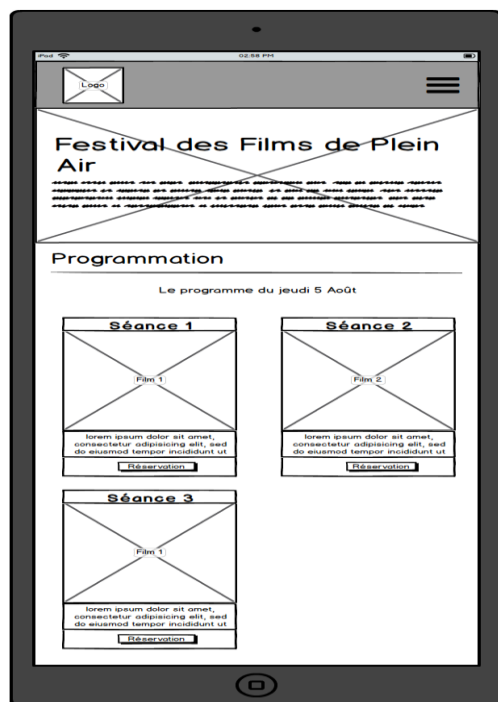 iPod 02:58 PM
Logo
Festival des Films de Plein
Air
Programmation
Le programme du jeudi 5 Août
Séance 1
Film 1
lorem ipsum dolor sit amet,
consectetur adipisicing elit, sed
do eiusmod tempor incididunt ut
Réservation
Séance 2
Film 2
lorem ipsum dolor sit amet,
consectetur adipisicing elit, sed
do eiusmod tempor incididunt ut
Réservation
Séance 3
Film 1
lorem ipsum dolor sit amet,
consectetur adipisicing elit, sed
do eiusmod tempor incididunt ut
Réservation